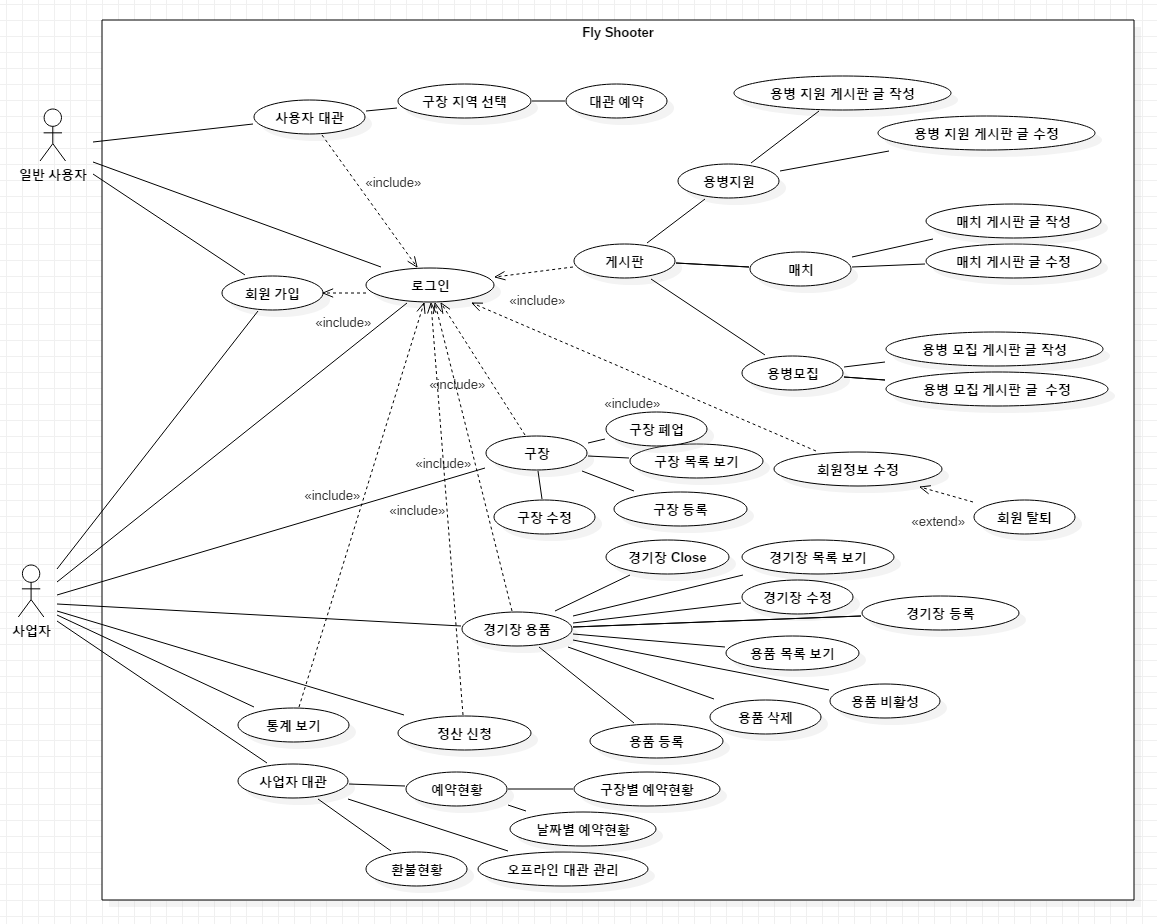 Fly Shooter
일반 사용자
사용자 대관
구장 지역 선택
대관 예약
용병 지원 게시판 글 작성
용병 지원 게시판 글 수정
용병지원
«include»
매치 게시판 글 작성
매치 게시판 글 수정
게시판
매치
로그인
회원 가입
«include»
«include»
용병 모집 게시판 글 작성
용병 모집 게시판 글  수정
용병모집
«include»
«include»
구장 폐업
구장
구장 목록 보기
회원정보 수정
«include»
«include»
«include»
구장 수정
구장 등록
회원 탈퇴
«extend»
경기장 Close
경기장 목록 보기
경기장 수정
경기장 등록
사업자
경기장 용품
용품 목록 보기
용품 비활성
용품 삭제
용품 등록
통계 보기
정산 신청
사업자 대관
예약현황
구장별 예약현황
날짜별 예약현황
환불현황
오프라인 대관 관리